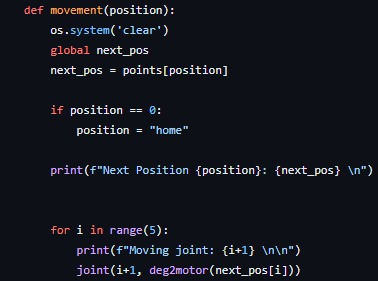 def movement(position):
    os.system('clear')
    global next_pos
    next_pos = points[position]

    if position == 0:
        position = "home"

    print(f"Next Position {position}: {next_pos} \n")


    for i in range(5):
        print(f"Moving joint: {i+1} \n\n")
        joint(i+1, deg2motor(next_pos[i]))